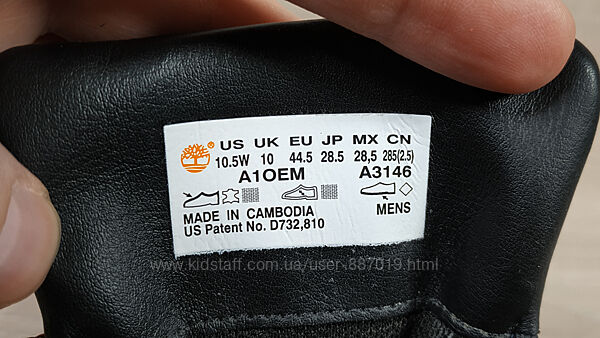 US UK EU JP MX CN
10.5W 10 44.5 28.5 28,5 285(2.5)
A1OEM A3146
MADE IN CAMBODIA MENS
US Patent No. D732,810
www.kidstaff.com.ua/user-887019.html